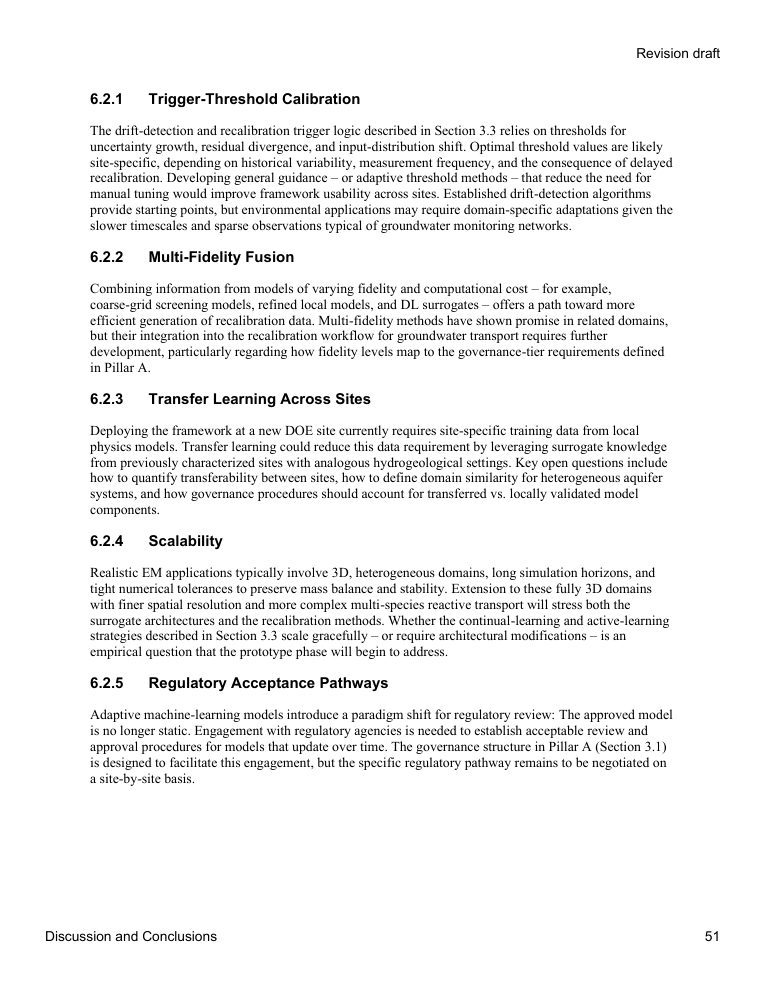 Revision draft
6.2.1 Trigger-Threshold Calibration
The drift-detection and recalibration trigger logic described in Section 3.3 relies on thresholds for
uncertainty growth, residual divergence, and input-distribution shift. Optimal threshold values are likely
site-specific, depending on historical variability, measurement frequency, and the consequence of delayed
recalibration. Developing general guidance – or adaptive threshold methods – that reduce the need for
manual tuning would improve framework usability across sites. Established drift-detection algorithms
provide starting points, but environmental applications may require domain-specific adaptations given the
slower timescales and sparse observations typical of groundwater monitoring networks.
6.2.2 Multi-Fidelity Fusion
Combining information from models of varying fidelity and computational cost – for example,
coarse-grid screening models, refined local models, and DL surrogates – offers a path toward more
efficient generation of recalibration data. Multi-fidelity methods have shown promise in related domains,
but their integration into the recalibration workflow for groundwater transport requires further
development, particularly regarding how fidelity levels map to the governance-tier requirements defined
in Pillar A.
6.2.3 Transfer Learning Across Sites
Deploying the framework at a new DOE site currently requires site-specific training data from local
physics models. Transfer learning could reduce this data requirement by leveraging surrogate knowledge
from previously characterized sites with analogous hydrogeological settings. Key open questions include
how to quantify transferability between sites, how to define domain similarity for heterogeneous aquifer
systems, and how governance procedures should account for transferred vs. locally validated model
components.
6.2.4 Scalability
Realistic EM applications typically involve 3D, heterogeneous domains, long simulation horizons, and
tight numerical tolerances to preserve mass balance and stability. Extension to these fully 3D domains
with finer spatial resolution and more complex multi-species reactive transport will stress both the
surrogate architectures and the recalibration methods. Whether the continual-learning and active-learning
strategies described in Section 3.3 scale gracefully – or require architectural modifications – is an
empirical question that the prototype phase will begin to address.
6.2.5 Regulatory Acceptance Pathways
Adaptive machine-learning models introduce a paradigm shift for regulatory review: The approved model
is no longer static. Engagement with regulatory agencies is needed to establish acceptable review and
approval procedures for models that update over time. The governance structure in Pillar A (Section 3.1)
is designed to facilitate this engagement, but the specific regulatory pathway remains to be negotiated on
a site-by-site basis.
Discussion and Conclusions 51